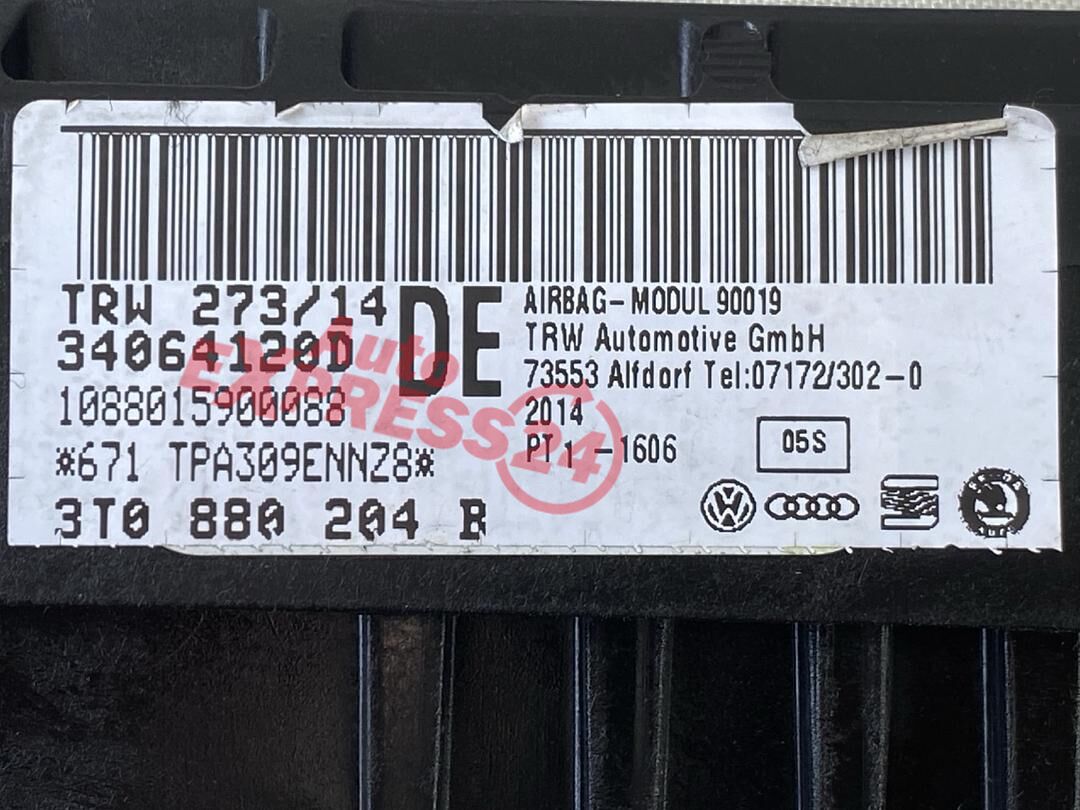 TRW 273/14
34064120D
DE
1088015900088
*671 TPA309ENNZ8*
3T0 880 204 B
AIRBAG-MODUL 90019
TRW Automotive GmbH
73553 Alfdorf Tel:07172/302-0
2014
PT 1 -1606
05S
Auto
EXPRESS24